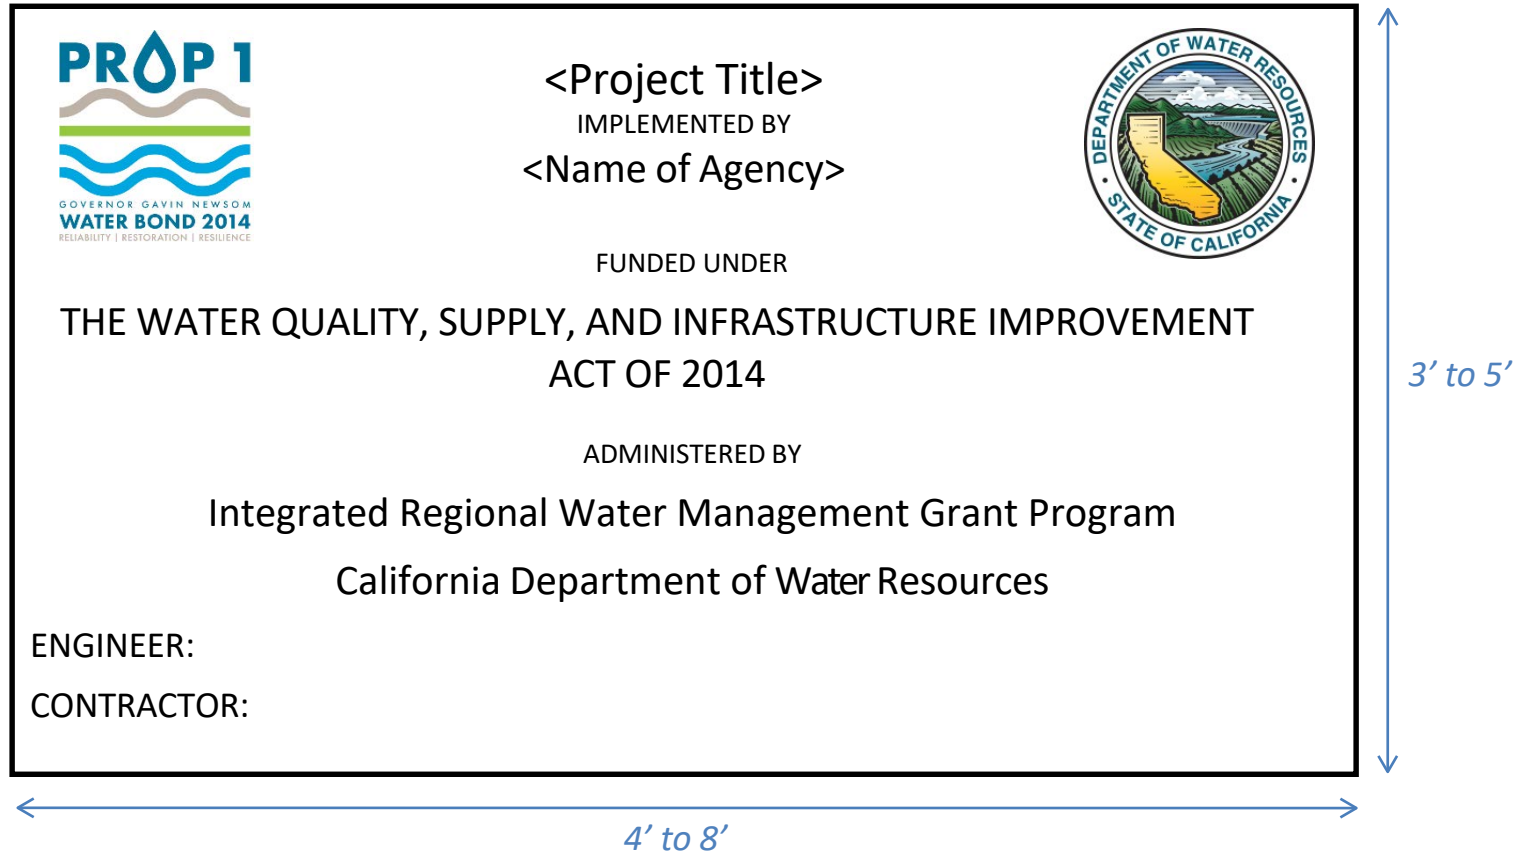 PROP 1
GOVERNOR GAVIN NEWSOM
WATER BOND 2014
RELIABILITY | RESTORATION | RESILIENCE
<Project Title>
IMPLEMENTED BY
<Name of Agency>
DEPARTMENT OF WATER RESOURCES
• STATE OF CALIFORNIA •
FUNDED UNDER
THE WATER QUALITY, SUPPLY, AND INFRASTRUCTURE IMPROVEMENT
ACT OF 2014
ADMINISTERED BY
Integrated Regional Water Management Grant Program
California Department of Water Resources
ENGINEER:
CONTRACTOR:
3’ to 5’
4’ to 8’